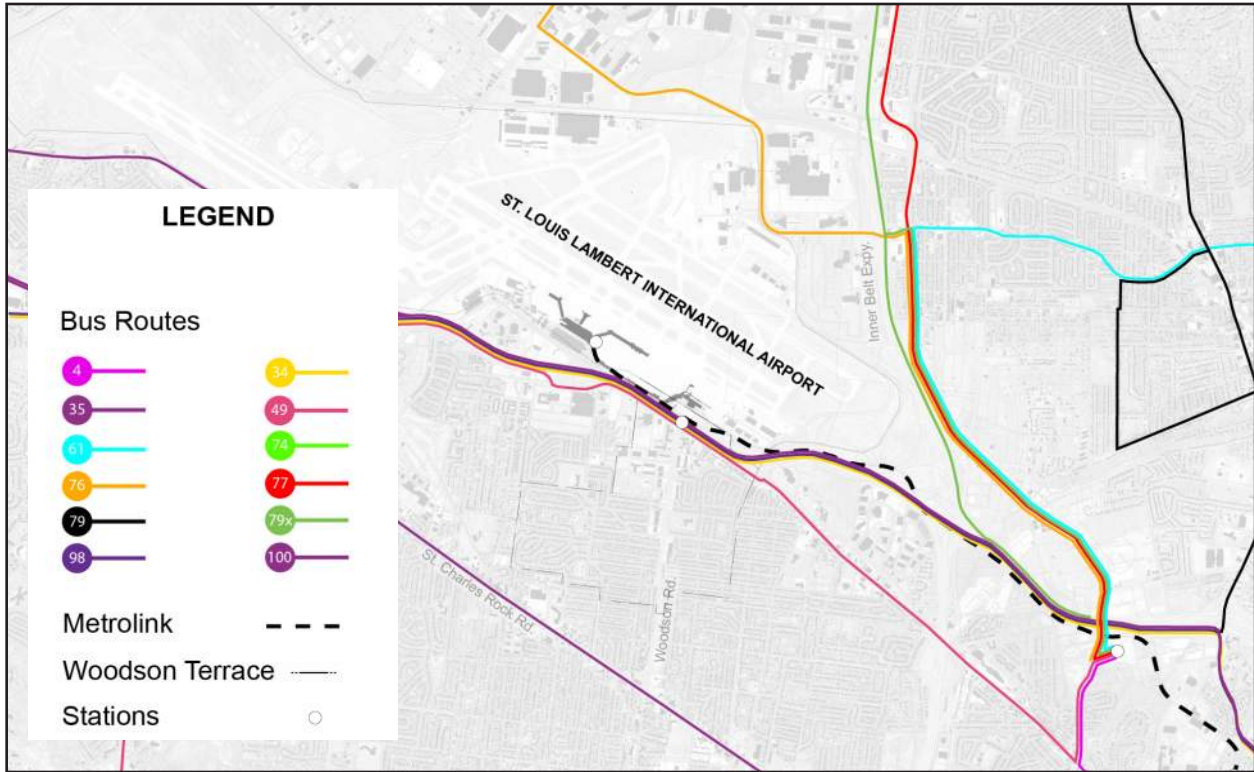 LEGEND
Bus Routes
4
34
35
49
61
74
76
77
79
79x
98
100
Metrolink
Woodson Terrace
Stations
ST. LOUIS LAMBERT INTERNATIONAL AIRPORT
Inner Belt Expy.
St. Charles Rock Rd.
Woodson Rd.